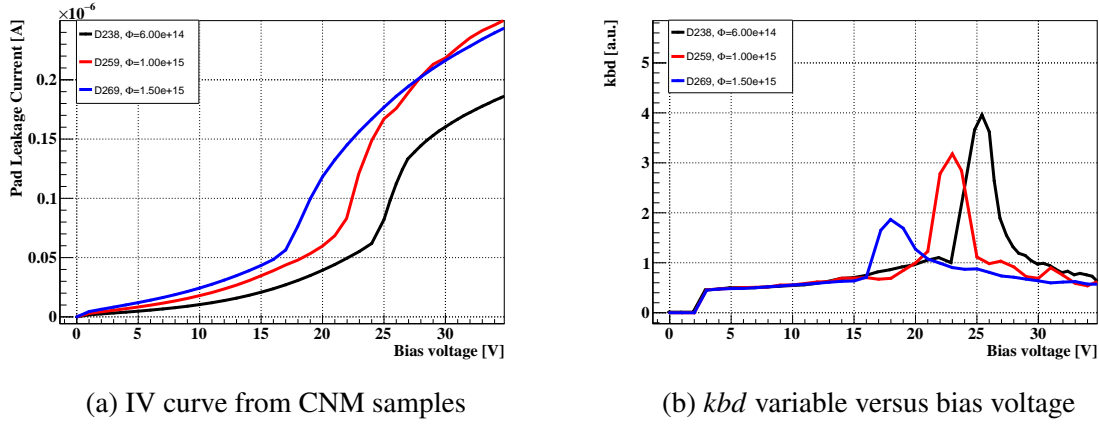 ×10⁻⁶
Pad Leakage Current [A]
D238, Φ=6.00e+14
D259, Φ=1.00e+15
D269, Φ=1.50e+15
0.2
0.15
0.1
0.05
0
0 5 10 15 20 25 30
Bias voltage [V]
(a) IV curve from CNM samples
kbd [a.u.]
D238, Φ=6.00e+14
D259, Φ=1.00e+15
D269, Φ=1.50e+15
5
4
3
2
1
0
0 5 10 15 20 25 30
Bias voltage [V]
(b) kbd variable versus bias voltage